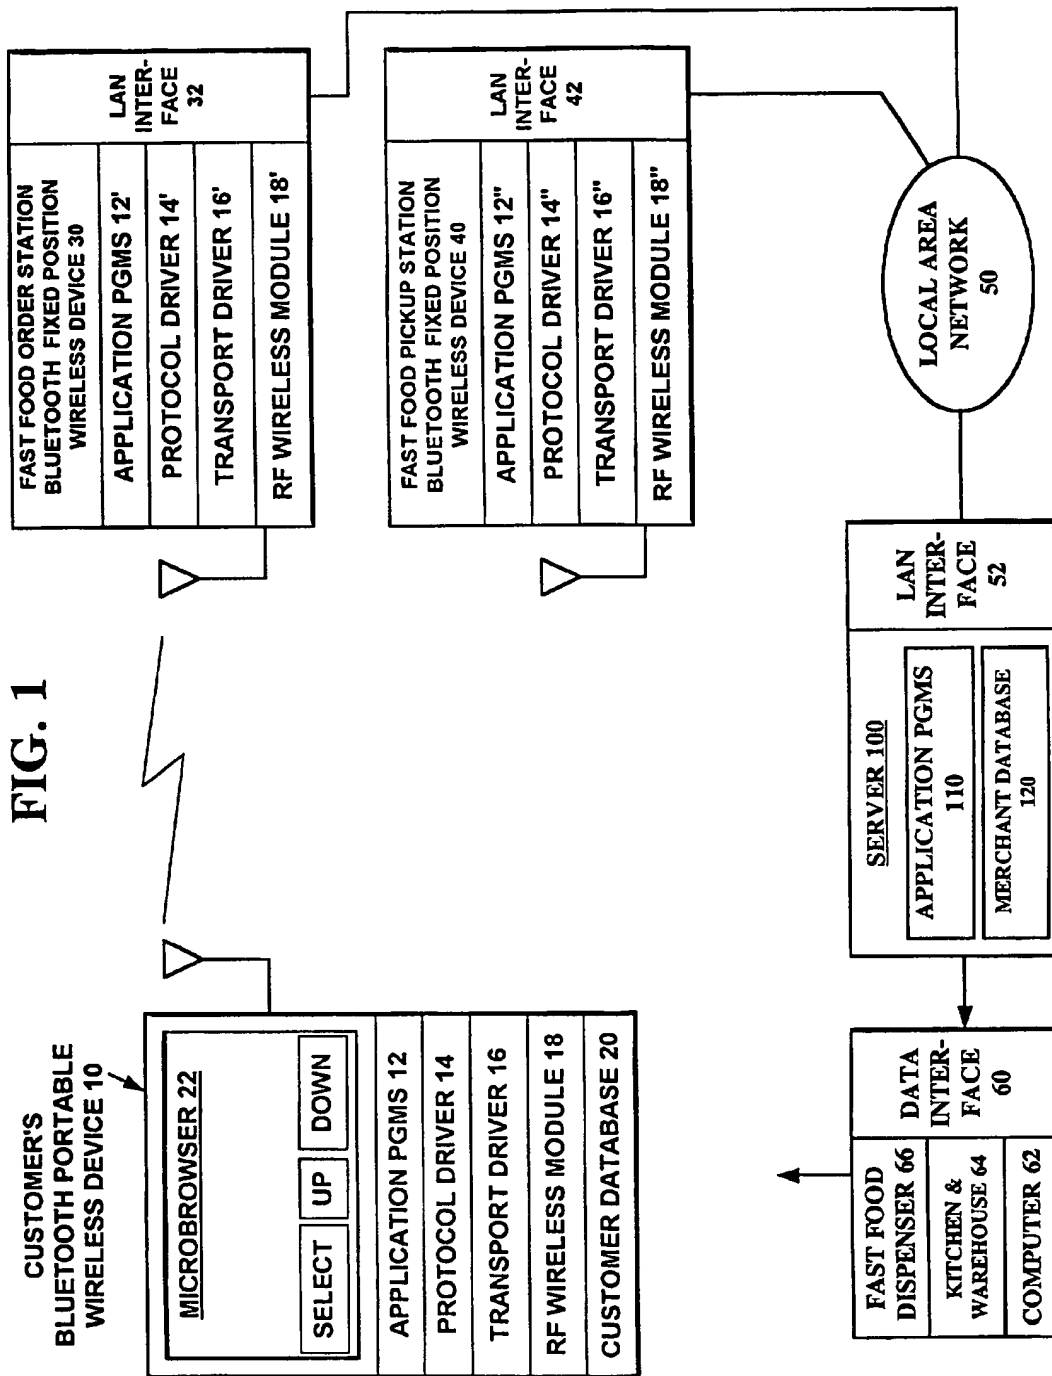 FIG. 1
CUSTOMER'S
BLUETOOTH PORTABLE
WIRELESS DEVICE 10
MICROBROWSER 22
SELECT
UP
DOWN
APPLICATION PGMS 12
PROTOCOL DRIVER 14
TRANSPORT DRIVER 16
RF WIRELESS MODULE 18
CUSTOMER DATABASE 20
FAST FOOD ORDER STATION
BLUETOOTH FIXED POSITION
WIRELESS DEVICE 30
APPLICATION PGMS 12'
PROTOCOL DRIVER 14'
TRANSPORT DRIVER 16'
RF WIRELESS MODULE 18'
LAN
INTER-
FACE
32
FAST FOOD PICKUP STATION
BLUETOOTH FIXED POSITION
WIRELESS DEVICE 40
APPLICATION PGMS 12"
PROTOCOL DRIVER 14"
TRANSPORT DRIVER 16"
RF WIRELESS MODULE 18"
LAN
INTER-
FACE
42
FAST FOOD
DISPENSER 66
KITCHEN &
WAREHOUSE 64
COMPUTER 62
DATA
INTER-
FACE
60
SERVER 100
APPLICATION PGMS
110
MERCHANT DATABASE
120
LAN
INTER-
FACE
52
LOCAL AREA
NETWORK
50